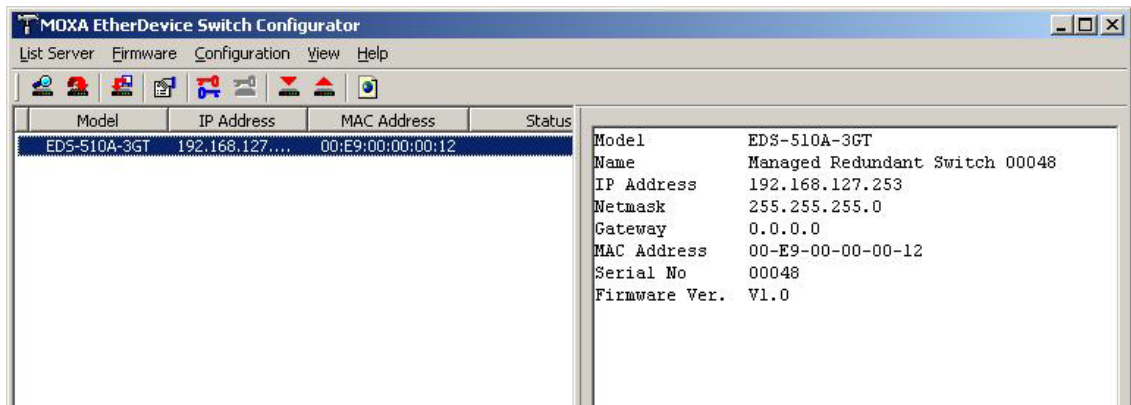 MOXA EtherDevice Switch Configurator
List Server Firmware Configuration View Help
Model IP Address MAC Address Status
EDS-510A-3GT 192.168.127.... 00:E9:00:00:00:12
Model EDS-510A-3GT
Name Managed Redundant Switch 00048
IP Address 192.168.127.253
Netmask 255.255.255.0
Gateway 0.0.0.0
MAC Address 00-E9-00-00-00-12
Serial No 00048
Firmware Ver. V1.0